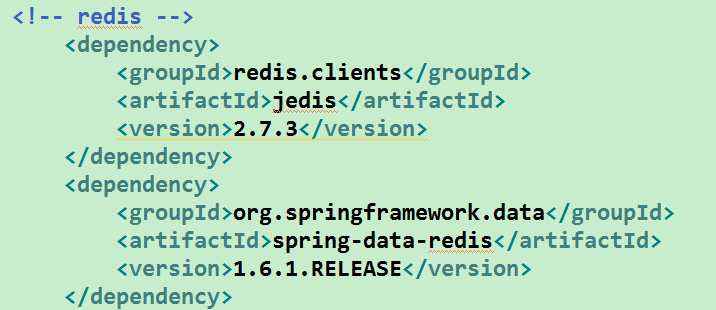 <!-- redis -->
<dependency>
<groupId>redis.clients</groupId>
<artifactId>jedis</artifactId>
<version>2.7.3</version>
</dependency>
<dependency>
<groupId>org.springframework.data</groupId>
<artifactId>spring-data-redis</artifactId>
<version>1.6.1.RELEASE</version>
</dependency>